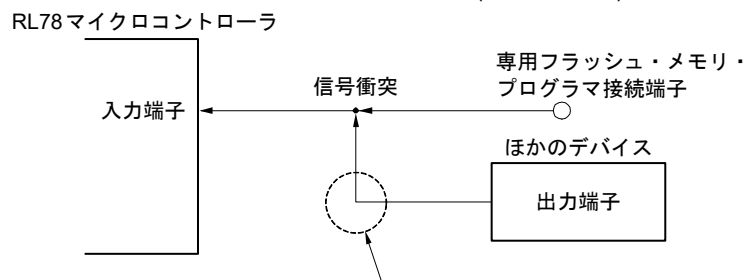 RL78マイクロコントローラ
専用フラッシュ・メモリ・
プログラマ接続端子
信号衝突
入力端子
ほかのデバイス
出力端子